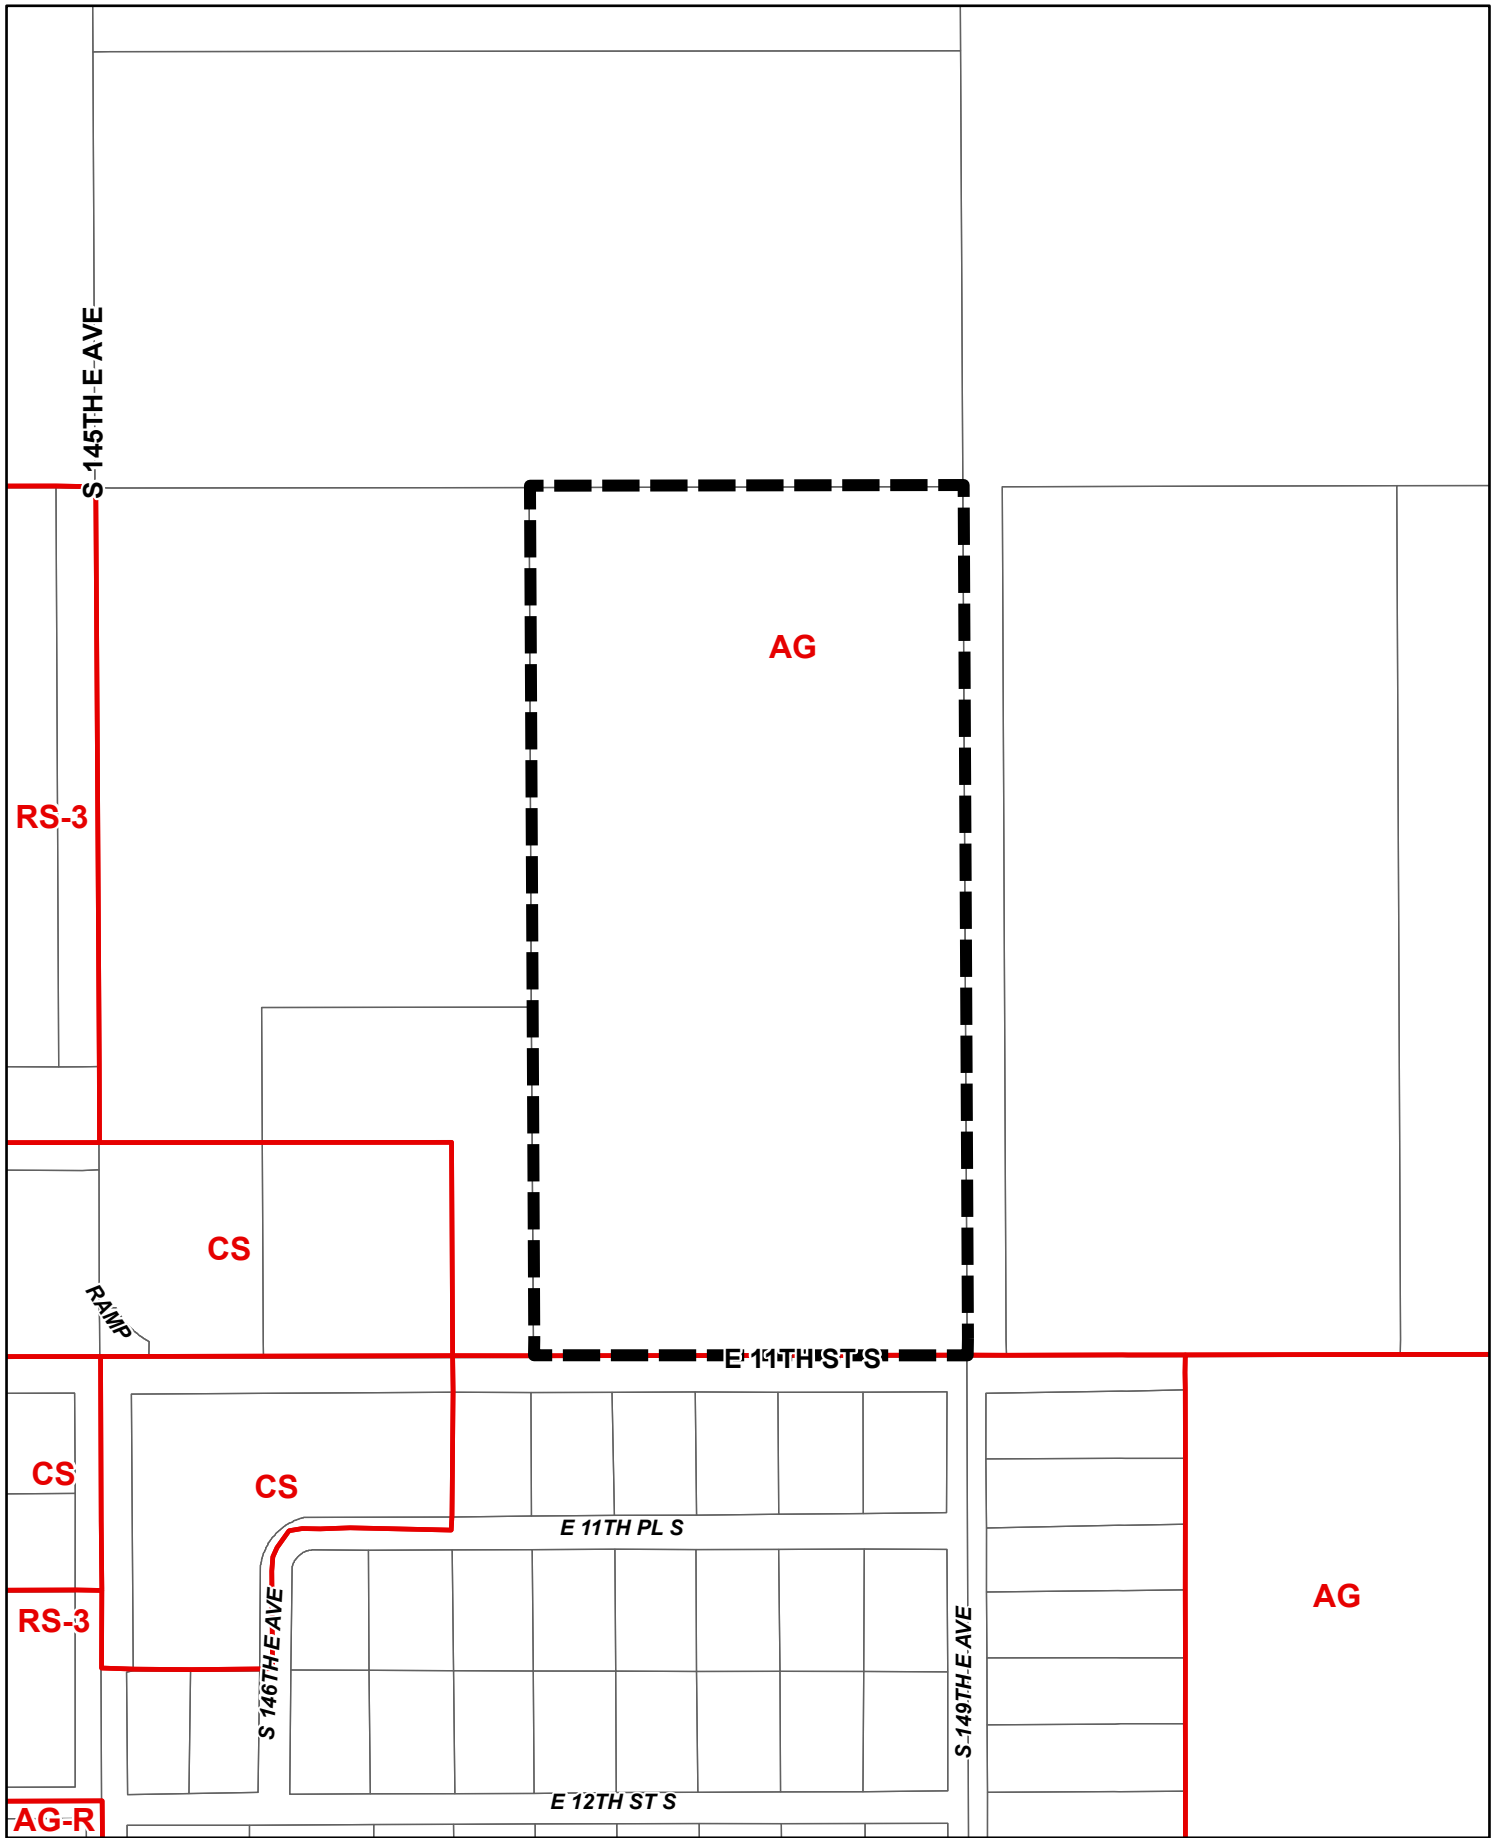 S 145TH E AVE
AG
RS-3
CS
RAMP
E 11TH ST S
CS
CS
E 11TH PL S
AG
RS-3
S 146TH E AVE
S 149TH E AVE
E 12TH ST S
AG-R